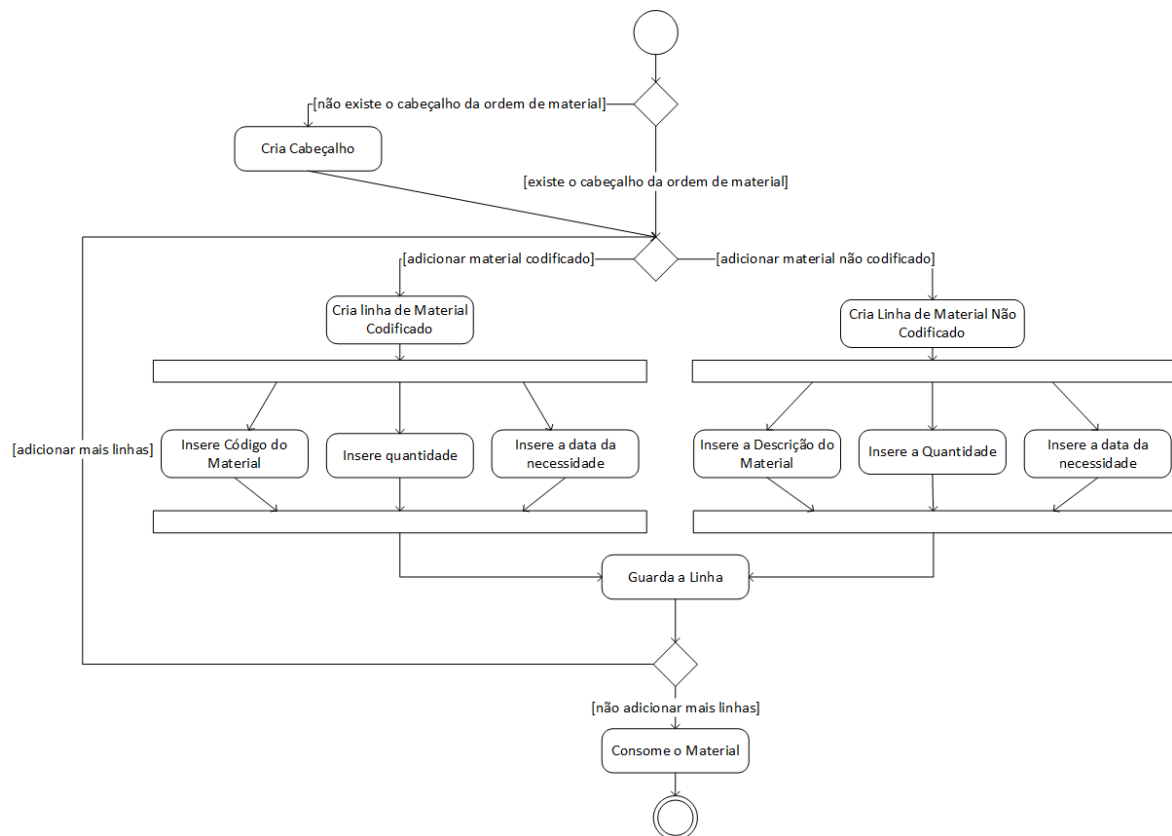 [não existe o cabeçalho da ordem de material]
Cria Cabeçalho
[existe o cabeçalho da ordem de material]
[adicionar material codificado]
[adicionar material não codificado]
Cria linha de Material
Codificado
Cria Linha de Material Não
Codificado
[adicionar mais linhas]
Insere Código do
Material
Insere quantidade
Insere a data da
necessidade
Insere a Descrição do
Material
Insere a Quantidade
Insere a data da
necessidade
Guarda a Linha
[não adicionar mais linhas]
Consome o Material